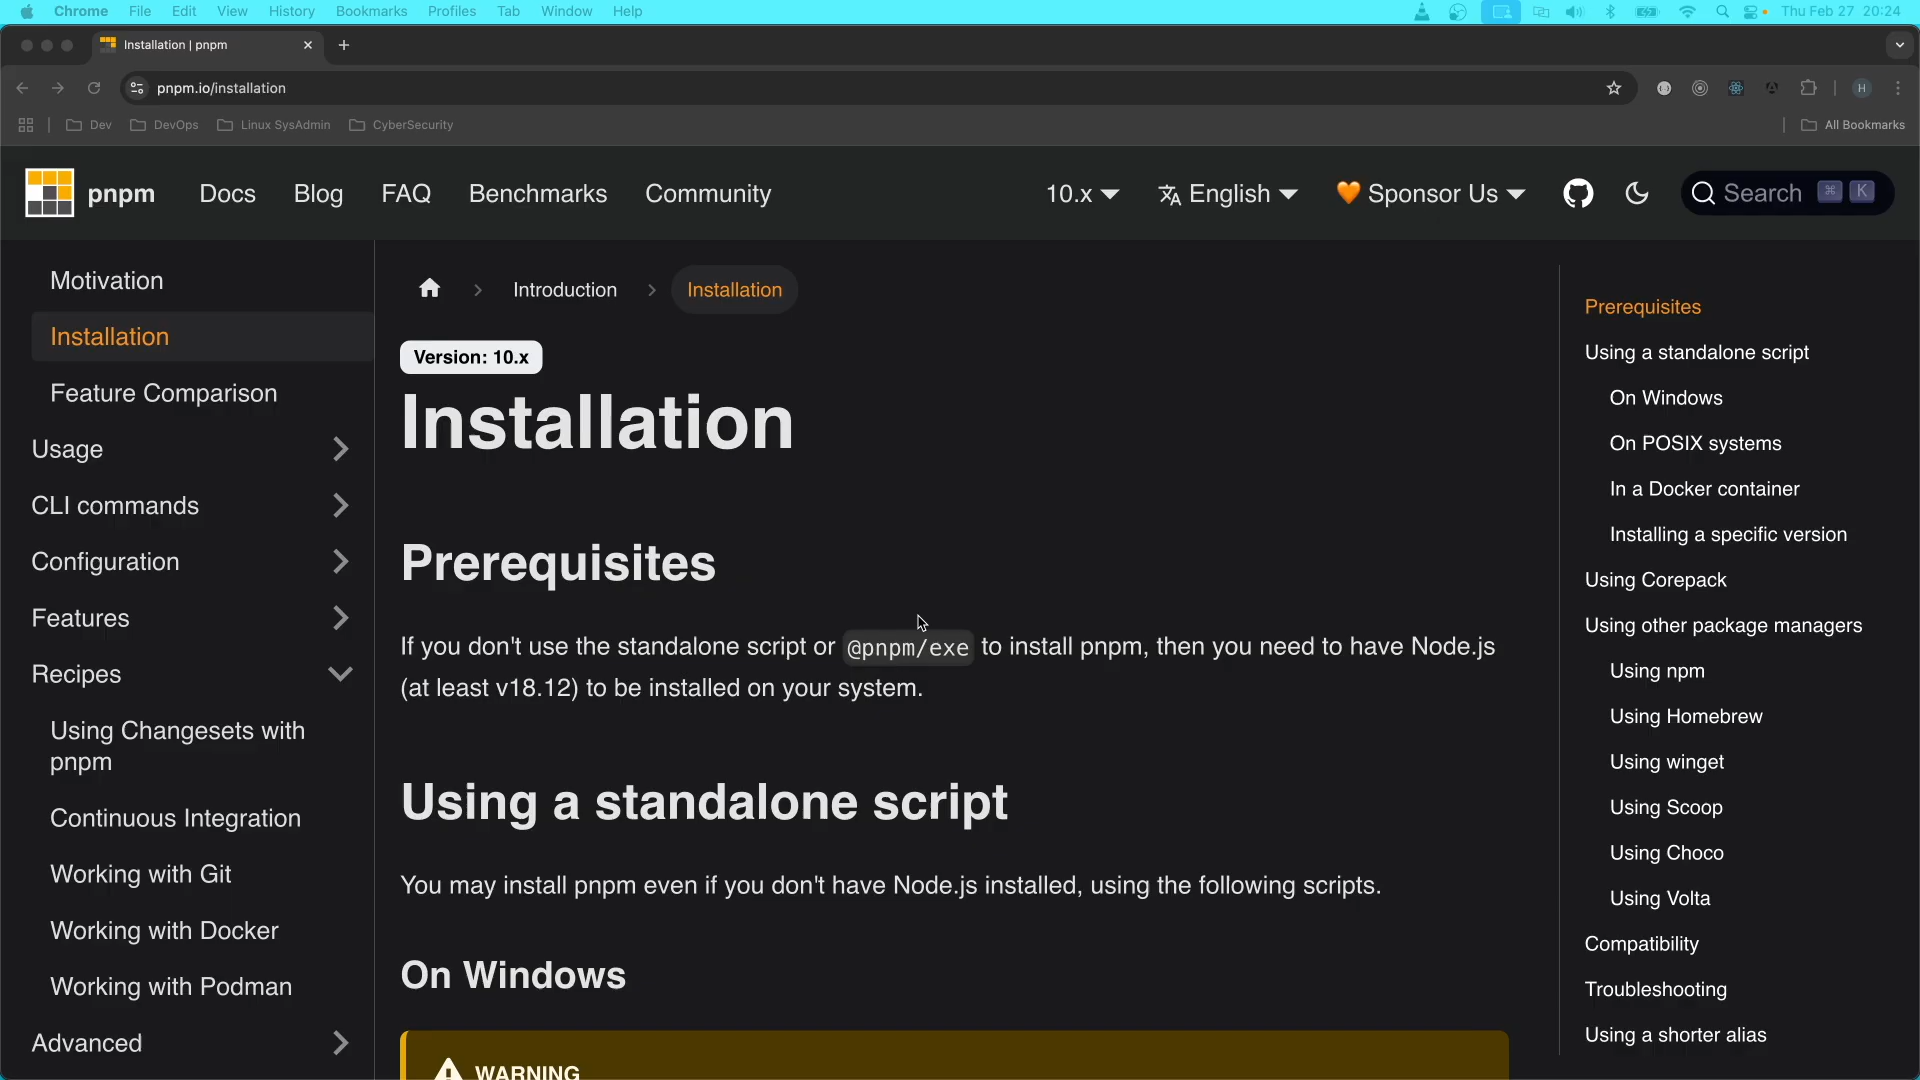 Chrome File Edit View History Bookmarks Profiles Tab Window Help Thu Feb 27 20:24
Installation | pnpm
pnpm.io/installation
H
Dev DevOps Linux SysAdmin CyberSecurity All Bookmarks
pnpm Docs Blog FAQ Benchmarks Community 10.x English Sponsor Us Search ⌘ K
Motivation
Installation
Feature Comparison
Usage
CLI commands
Configuration
Features
Recipes
Using Changesets with
pnpm
Continuous Integration
Working with Git
Working with Docker
Working with Podman
Advanced
Introduction Installation
Version: 10.x
Installation
Prerequisites
If you don't use the standalone script or @pnpm/exe to install pnpm, then you need to have Node.js
(at least v18.12) to be installed on your system.
Using a standalone script
You may install pnpm even if you don't have Node.js installed, using the following scripts.
On Windows
WARNING
Prerequisites
Using a standalone script
On Windows
On POSIX systems
In a Docker container
Installing a specific version
Using Corepack
Using other package managers
Using npm
Using Homebrew
Using winget
Using Scoop
Using Choco
Using Volta
Compatibility
Troubleshooting
Using a shorter alias